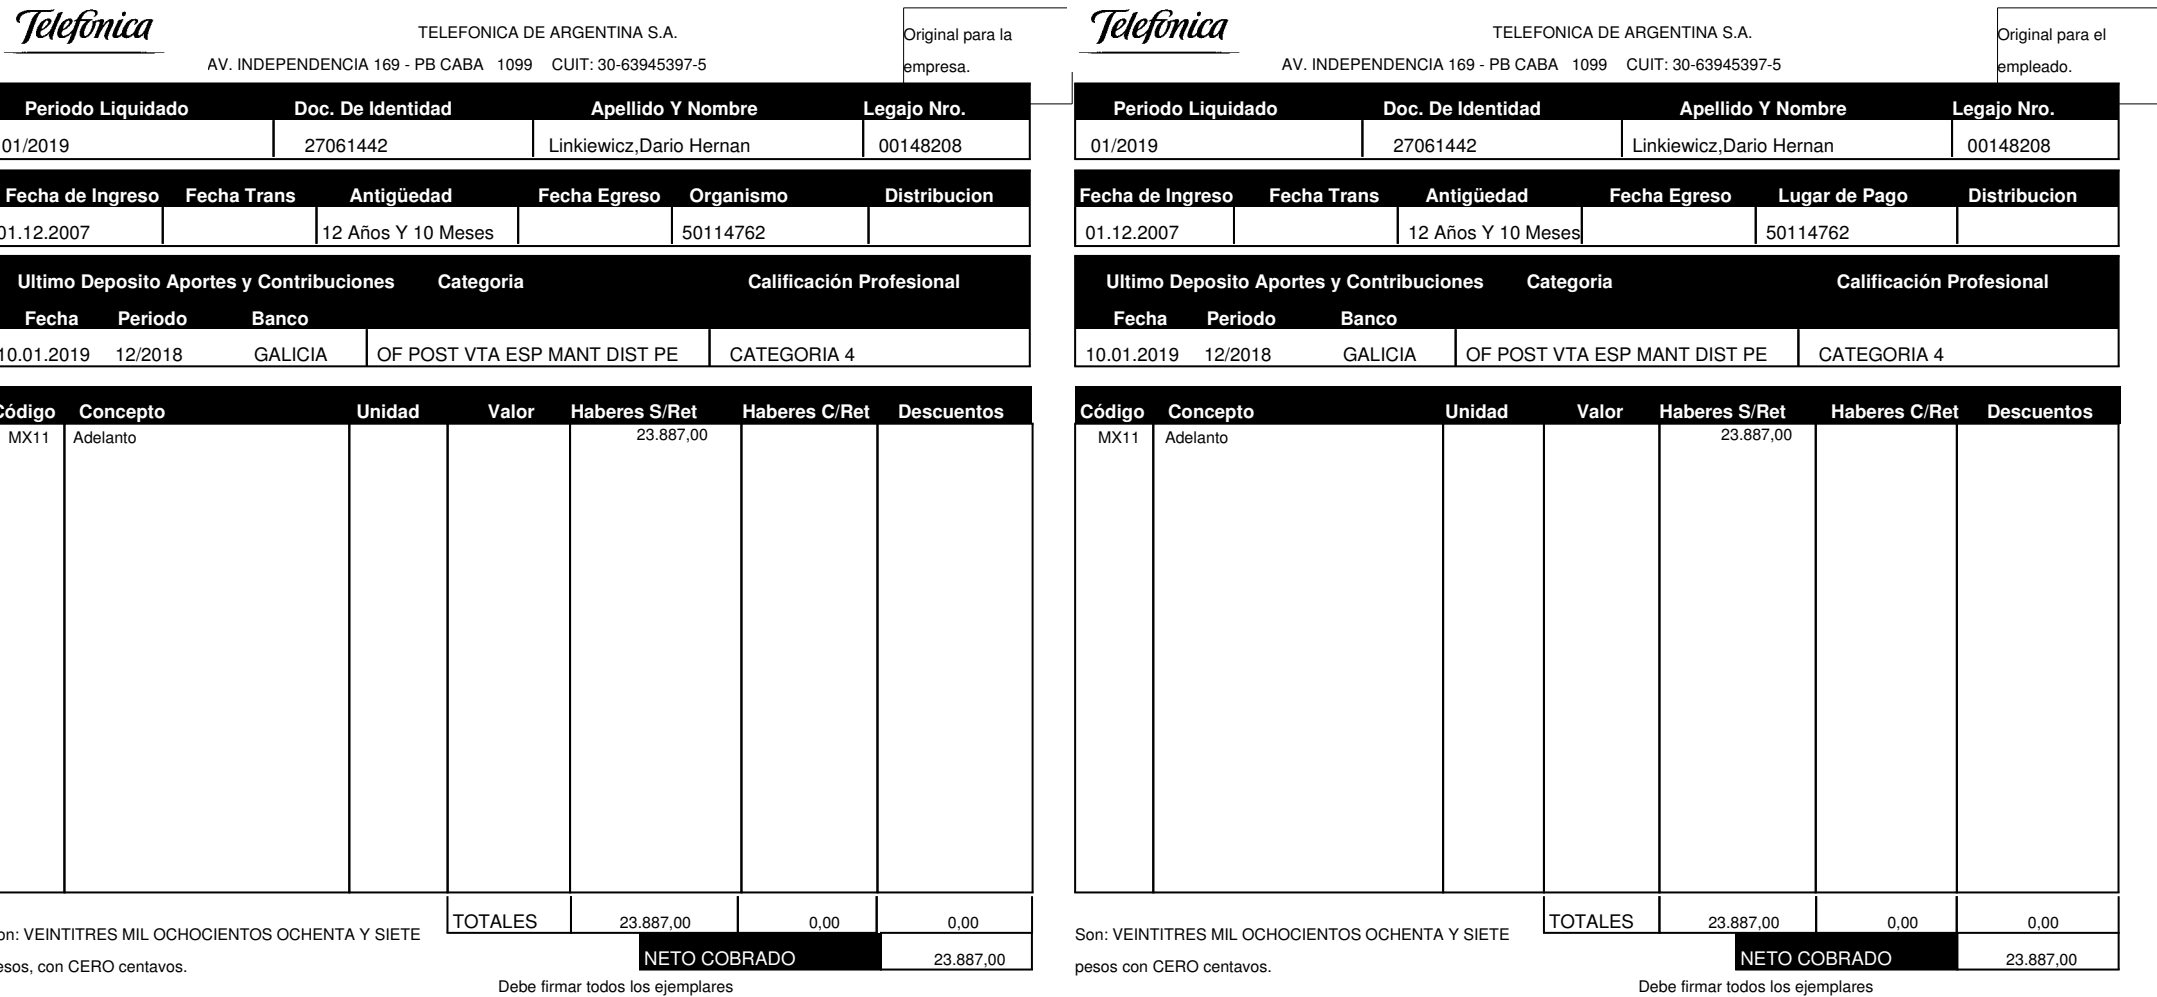 Telefónica
TELEFONICA DE ARGENTINA S.A.
Original para la
AV. INDEPENDENCIA 169 - PB CABA 1099 CUIT: 30-63945397-5
empresa.
Periodo Liquidado Doc. De Identidad Apellido Y Nombre Legajo Nro.
01/2019 27061442 Linkiewicz,Dario Hernan 00148208
Fecha de Ingreso Fecha Trans Antigüedad Fecha Egreso Organismo Distribucion
01.12.2007 12 Años Y 10 Meses 50114762
Ultimo Deposito Aportes y Contribuciones Categoria Calificación Profesional
Fecha Periodo Banco
10.01.2019 12/2018 GALICIA OF POST VTA ESP MANT DIST PE CATEGORIA 4
Código Concepto Unidad Valor Haberes S/Ret Haberes C/Ret Descuentos
MX11 Adelanto 23.887,00
TOTALES 23.887,00 0,00 0,00
on: VEINTITRES MIL OCHOCIENTOS OCHENTA Y SIETE
NETO COBRADO 23.887,00
esos, con CERO centavos.
Debe firmar todos los ejemplares
Telefónica
TELEFONICA DE ARGENTINA S.A.
Original para el
AV. INDEPENDENCIA 169 - PB CABA 1099 CUIT: 30-63945397-5
empleado.
Periodo Liquidado Doc. De Identidad Apellido Y Nombre Legajo Nro.
01/2019 27061442 Linkiewicz,Dario Hernan 00148208
Fecha de Ingreso Fecha Trans Antigüedad Fecha Egreso Lugar de Pago Distribucion
01.12.2007 12 Años Y 10 Meses 50114762
Ultimo Deposito Aportes y Contribuciones Categoria Calificación Profesional
Fecha Periodo Banco
10.01.2019 12/2018 GALICIA OF POST VTA ESP MANT DIST PE CATEGORIA 4
Código Concepto Unidad Valor Haberes S/Ret Haberes C/Ret Descuentos
MX11 Adelanto 23.887,00
TOTALES 23.887,00 0,00 0,00
Son: VEINTITRES MIL OCHOCIENTOS OCHENTA Y SIETE
NETO COBRADO 23.887,00
pesos con CERO centavos.
Debe firmar todos los ejemplares